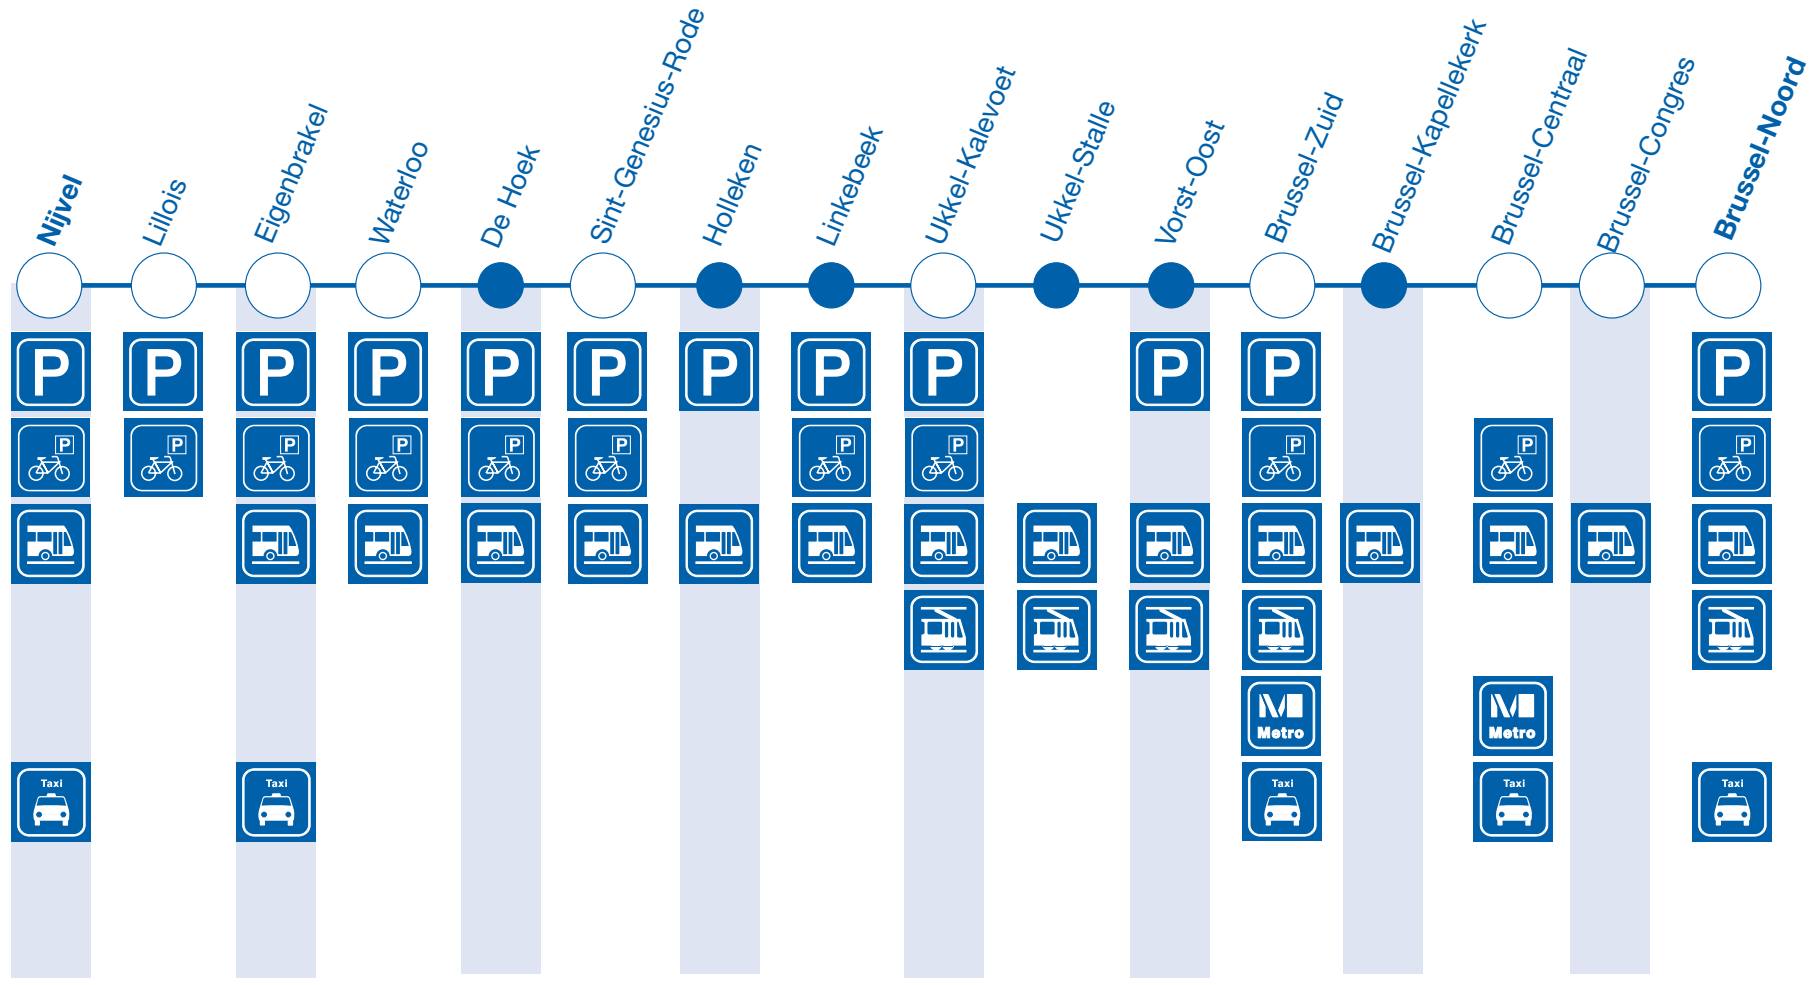 Nijvel
Lillois
Eigenbrakel
Waterloo
De Hoek
Sint-Genesius-Rode
Holleken
Linkebeek
Ukkel-Kalevoet
Ukkel-Stalle
Vorst-Oost
Brussel-Zuid
Brussel-Kapellekerk
Brussel-Centraal
Brussel-Congres
Brussel-Noord
P P P P P P P P P P P P
P P P P P P P P P P P
M M
Metro Metro
Taxi Taxi Taxi Taxi Taxi